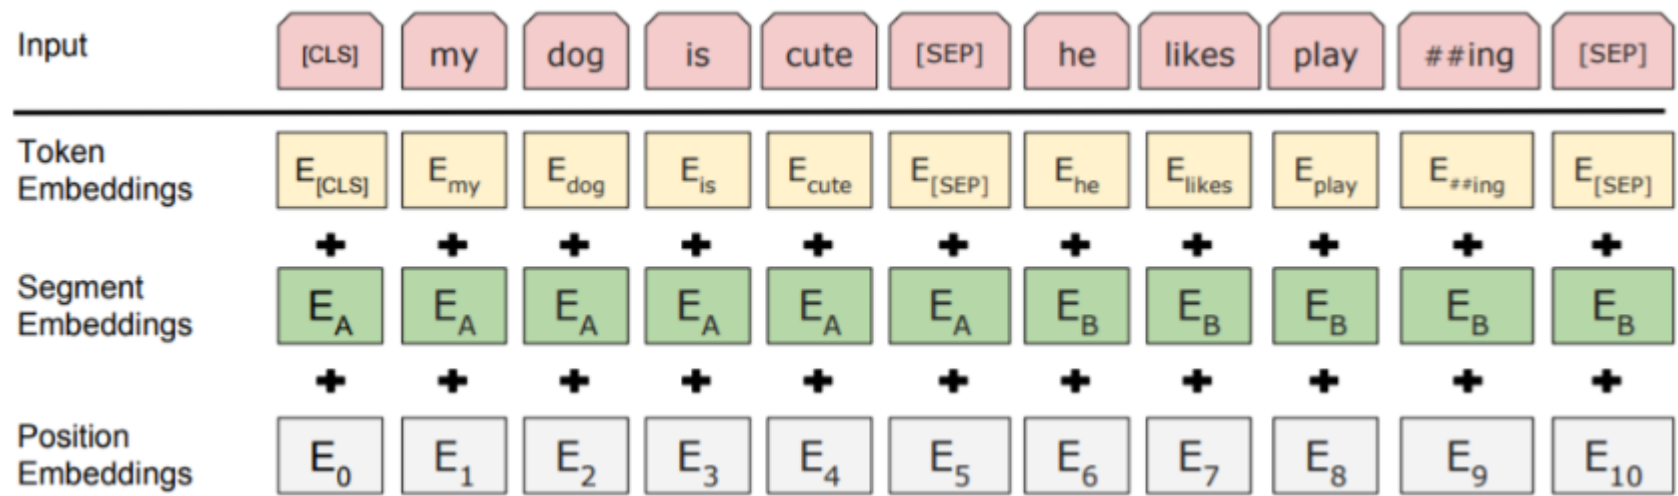 Input [CLS] my dog is cute [SEP] he likes play ##ing [SEP]
Token
Embeddings E[CLS] Emy Edog Eis Ecute E[SEP] Ehe Elikes Eplay E##ing E[SEP]
+ + + + + + + + + + +
Segment
Embeddings EA EA EA EA EA EA EB EB EB EB EB
+ + + + + + + + + + +
Position
Embeddings E0 E1 E2 E3 E4 E5 E6 E7 E8 E9 E10